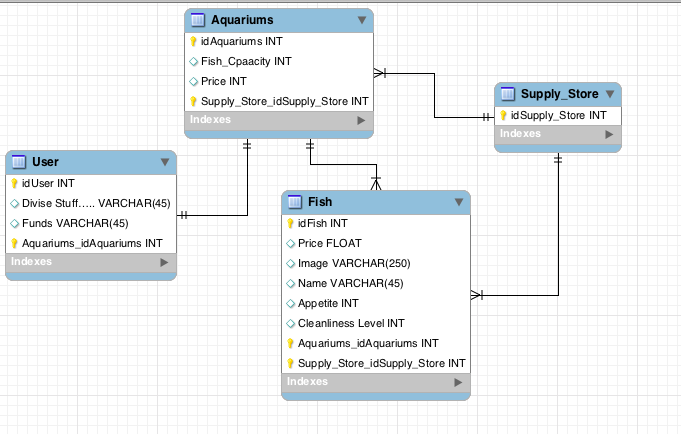 Aquariums
idAquariums INT
Fish_Cpaacity INT
Price INT
Supply_Store_idSupply_Store INT
Indexes
Supply_Store
idSupply_Store INT
Indexes
User
idUser INT
Divise Stuff..... VARCHAR(45)
Funds VARCHAR(45)
Aquariums_idAquariums INT
Indexes
Fish
idFish INT
Price FLOAT
Image VARCHAR(250)
Name VARCHAR(45)
Appetite INT
Cleanliness Level INT
Aquariums_idAquariums INT
Supply_Store_idSupply_Store INT
Indexes